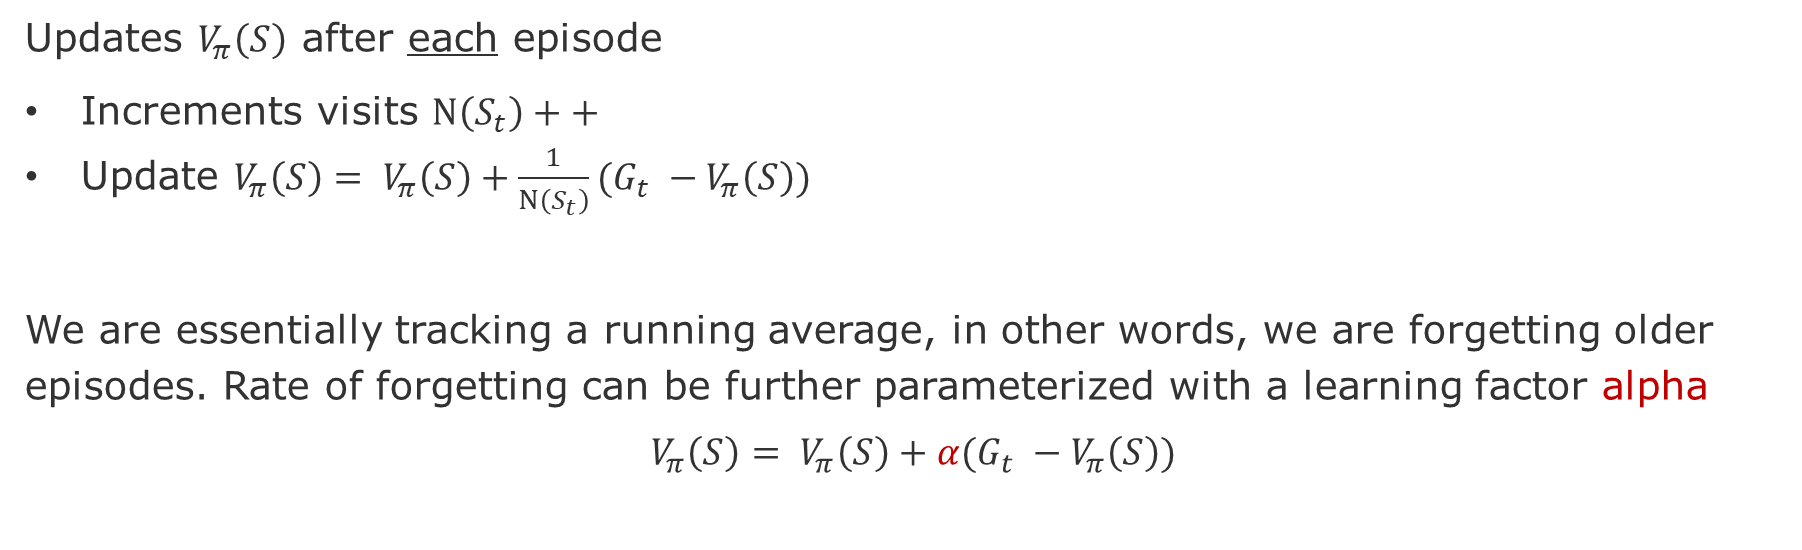 Updates V_π(S) after each episode
• Increments visits N(S_t) + +
• Update V_π(S) = V_π(S) + \frac{1}{N(S_t)} (G_t − V_π(S))
We are essentially tracking a running average, in other words, we are forgetting older
episodes. Rate of forgetting can be further parameterized with a learning factor alpha
V_π(S) = V_π(S) + α(G_t − V_π(S))